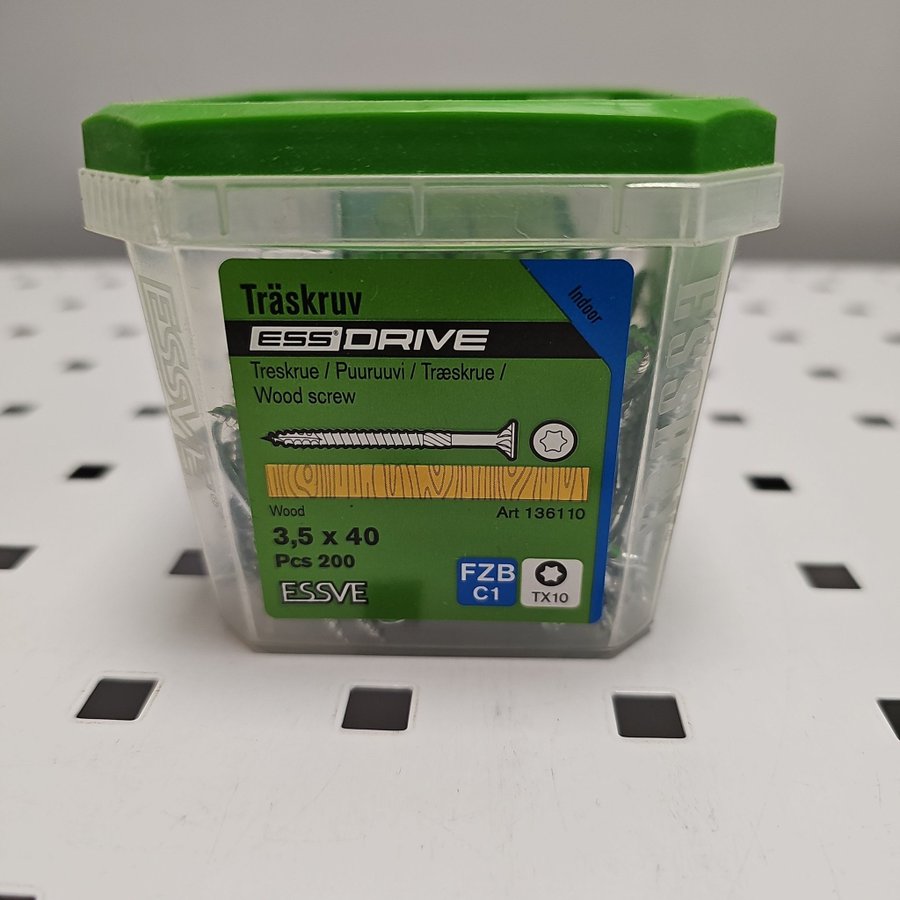 Träskruv
Indoor
ESS® DRIVE
Treskrue / Puuruuvi / Træskrue /
Wood screw
Wood
Art 136110
3,5 x 40
Pcs 200
FZB
C1
TX10
ESSVE
ESSVE
ESSVE